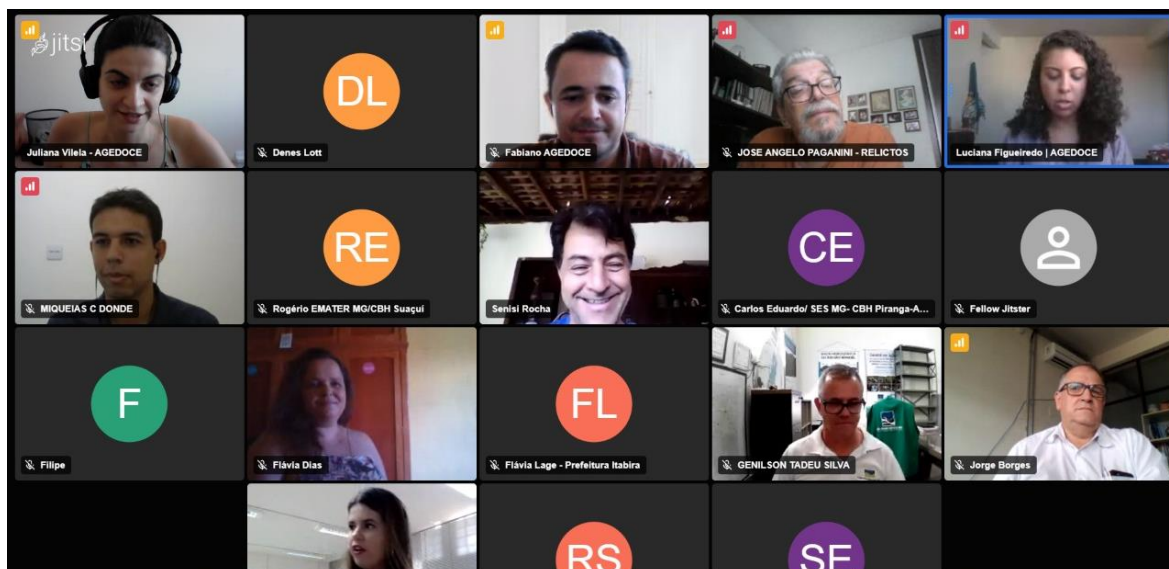 jitsi
Juliana Vilela - AGEDOCE
DL
Denes Lott
Fabiano AGEDOCE
JOSE ANGELO PAGANINI - RELICTOS
Luciana Figueiredo | AGEDOCE
MIQUEIAS C DONDE
RE
Rogério EMATER MG/CBH Suaçuí
Senisi Rocha
CE
Carlos Eduardo/ SES MG- CBH Piranga-A...
Fellow Jitster
F
Filipe
Flávia Dias
FL
Flávia Lage - Prefeitura Itabira
GENILSON TADEU SILVA
Jorge Borges
RS
SE